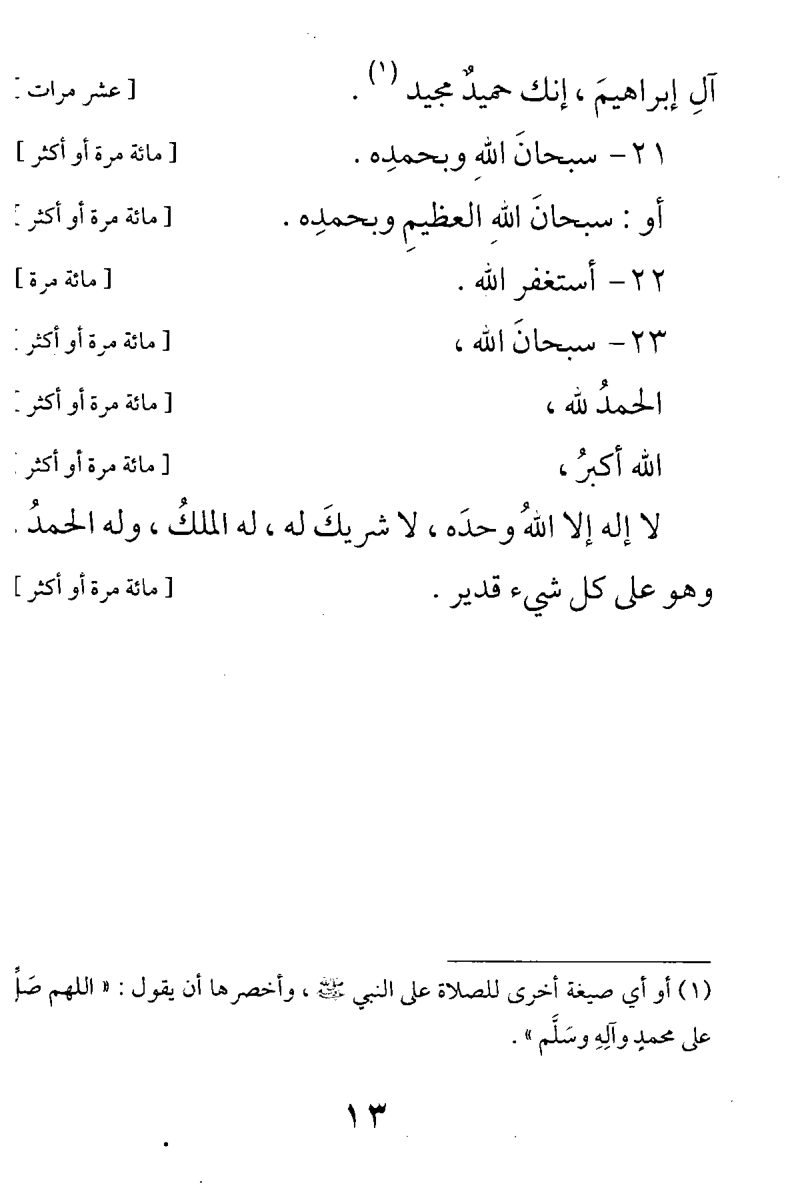 آلِ إبراهيمَ ، إنك حميدٌ مجيد (١) . [ عشر مرات ]
٢١ – سبحانَ اللهِ وبحمدِه . [ مائة مرة أو أكثر ]
أو : سبحانَ اللهِ العظيمِ وبحمدِه . [ مائة مرة أو أكثر ]
٢٢ – أستغفر الله . [ مائة مرة ]
٢٣ – سبحانَ الله ، [ مائة مرة أو أكثر ]
الحمدُ لله ، [ مائة مرة أو أكثر ]
الله أكبرُ ، [ مائة مرة أو أكثر ]
لا إله إلا اللهُ وحدَه ، لا شريكَ له ، له الملكُ ، وله الحمدُ .
وهو على كل شيء قدير . [ مائة مرة أو أكثر ]
(١) أو أي صيغة أخرى للصلاة على النبي ﷺ ، وأخصرها أن يقول : « اللهم صَلِّ
على محمدٍ وآلِهِ وسَلَّم » .
١٣